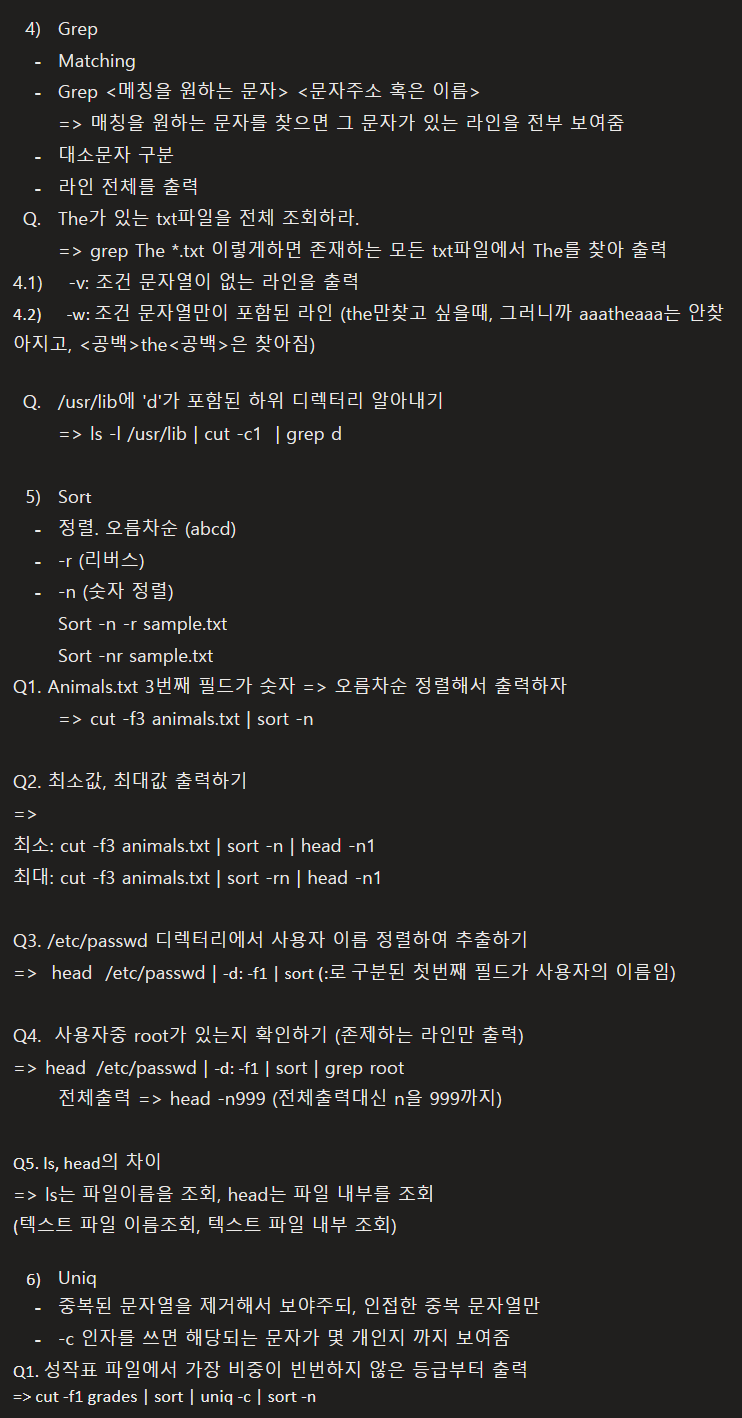 4) Grep
- Matching
- Grep <메칭을 원하는 문자> <문자주소 혹은 이름>
=> 매칭을 원하는 문자를 찾으면 그 문자가 있는 라인을 전부 보여줌
- 대소문자 구분
- 라인 전체를 출력
Q. The가 있는 txt파일을 전체 조회하라.
=> grep The *.txt 이렇게하면 존재하는 모든 txt파일에서 The를 찾아 출력
4.1) -v: 조건 문자열이 없는 라인을 출력
4.2) -w: 조건 문자열만이 포함된 라인 (the만찾고 싶을때, 그러니까 aaatheaaa는 안찾
아지고, <공백>the<공백>은 찾아짐)
Q. /usr/lib에 'd'가 포함된 하위 디렉터리 알아내기
=> ls -l /usr/lib | cut -c1 | grep d
5) Sort
- 정렬. 오름차순 (abcd)
- -r (리버스)
- -n (숫자 정렬)
Sort -n -r sample.txt
Sort -nr sample.txt
Q1. Animals.txt 3번째 필드가 숫자 => 오름차순 정렬해서 출력하자
=> cut -f3 animals.txt | sort -n
Q2. 최소값, 최대값 출력하기
=>
최소: cut -f3 animals.txt | sort -n | head -n1
최대: cut -f3 animals.txt | sort -rn | head -n1
Q3. /etc/passwd 디렉터리에서 사용자 이름 정렬하여 추출하기
=> head /etc/passwd | -d: -f1 | sort (:로 구분된 첫번째 필드가 사용자의 이름임)
Q4. 사용자중 root가 있는지 확인하기 (존제하는 라인만 출력)
=> head /etc/passwd | -d: -f1 | sort | grep root
전체출력 => head -n999 (전체출력대신 n을 999까지)
Q5. ls, head의 차이
=> ls는 파일이름을 조회, head는 파일 내부를 조회
(텍스트 파일 이름조회, 텍스트 파일 내부 조회)
6) Uniq
- 중복된 문자열을 제거해서 보야주되, 인접한 중복 문자열만
- -c 인자를 쓰면 해당되는 문자가 몇 개인지 까지 보여줌
Q1. 성작표 파일에서 가장 비중이 빈번하지 않은 등급부터 출력
=> cut -f1 grades | sort | uniq -c | sort -n